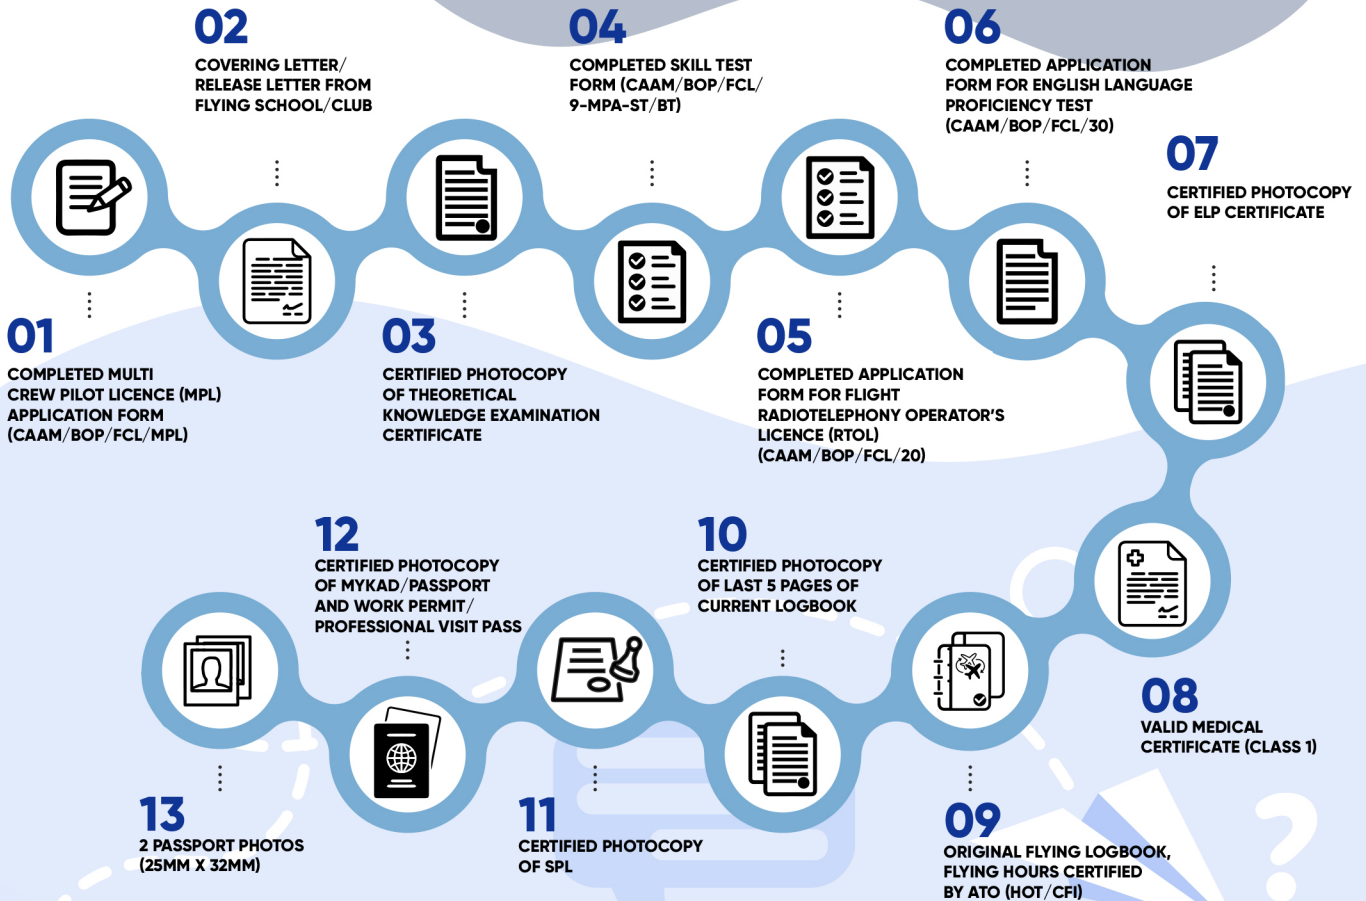 01
COMPLETED MULTI
CREW PILOT LICENCE (MPL)
APPLICATION FORM
(CAAM/BOP/FCL/MPL)
02
COVERING LETTER/
RELEASE LETTER FROM
FLYING SCHOOL/CLUB
03
CERTIFIED PHOTOCOPY
OF THEORETICAL
KNOWLEDGE EXAMINATION
CERTIFICATE
04
COMPLETED SKILL TEST
FORM (CAAM/BOP/FCL/
9-MPA-ST/BT)
05
COMPLETED APPLICATION
FORM FOR FLIGHT
RADIOTELEPHONY OPERATOR'S
LICENCE (RTOL)
(CAAM/BOP/FCL/20)
06
COMPLETED APPLICATION
FORM FOR ENGLISH LANGUAGE
PROFICIENCY TEST
(CAAM/BOP/FCL/30)
07
CERTIFIED PHOTOCOPY
OF ELP CERTIFICATE
08
VALID MEDICAL
CERTIFICATE (CLASS 1)
09
ORIGINAL FLYING LOGBOOK,
FLYING HOURS CERTIFIED
BY ATO (HOT/CFI)
10
CERTIFIED PHOTOCOPY
OF LAST 5 PAGES OF
CURRENT LOGBOOK
11
CERTIFIED PHOTOCOPY
OF SPL
12
CERTIFIED PHOTOCOPY
OF MYKAD/PASSPORT
AND WORK PERMIT/
PROFESSIONAL VISIT PASS
13
2 PASSPORT PHOTOS
(25MM X 32MM)
?